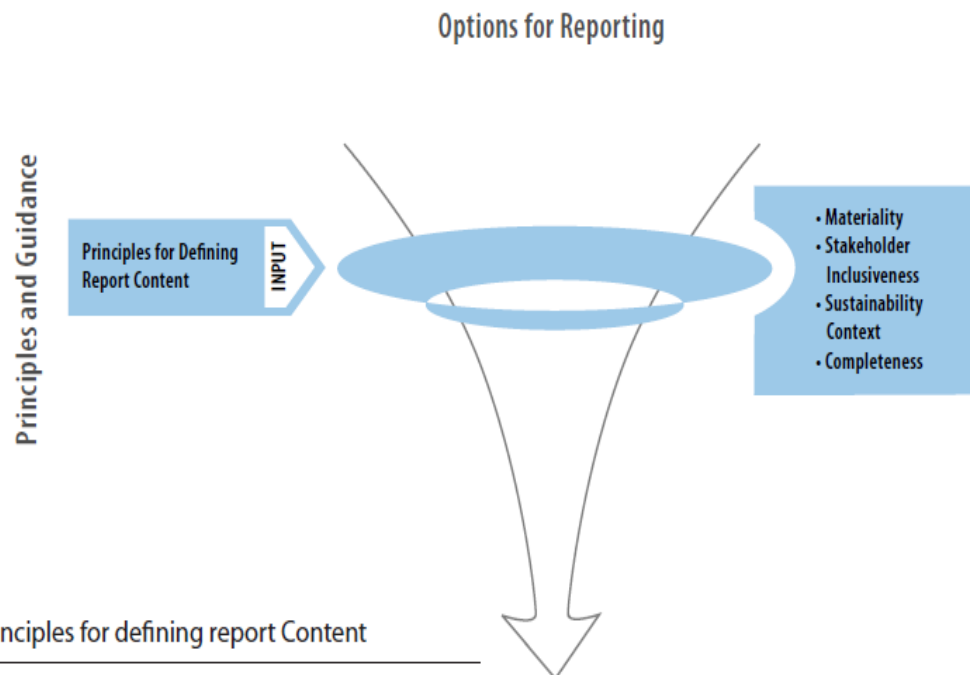 Options for Reporting
Principles and Guidance
Principles for Defining
Report Content
INPUT
• Materiality
• Stakeholder
Inclusiveness
• Sustainability
Context
• Completeness
nciples for defining report Content